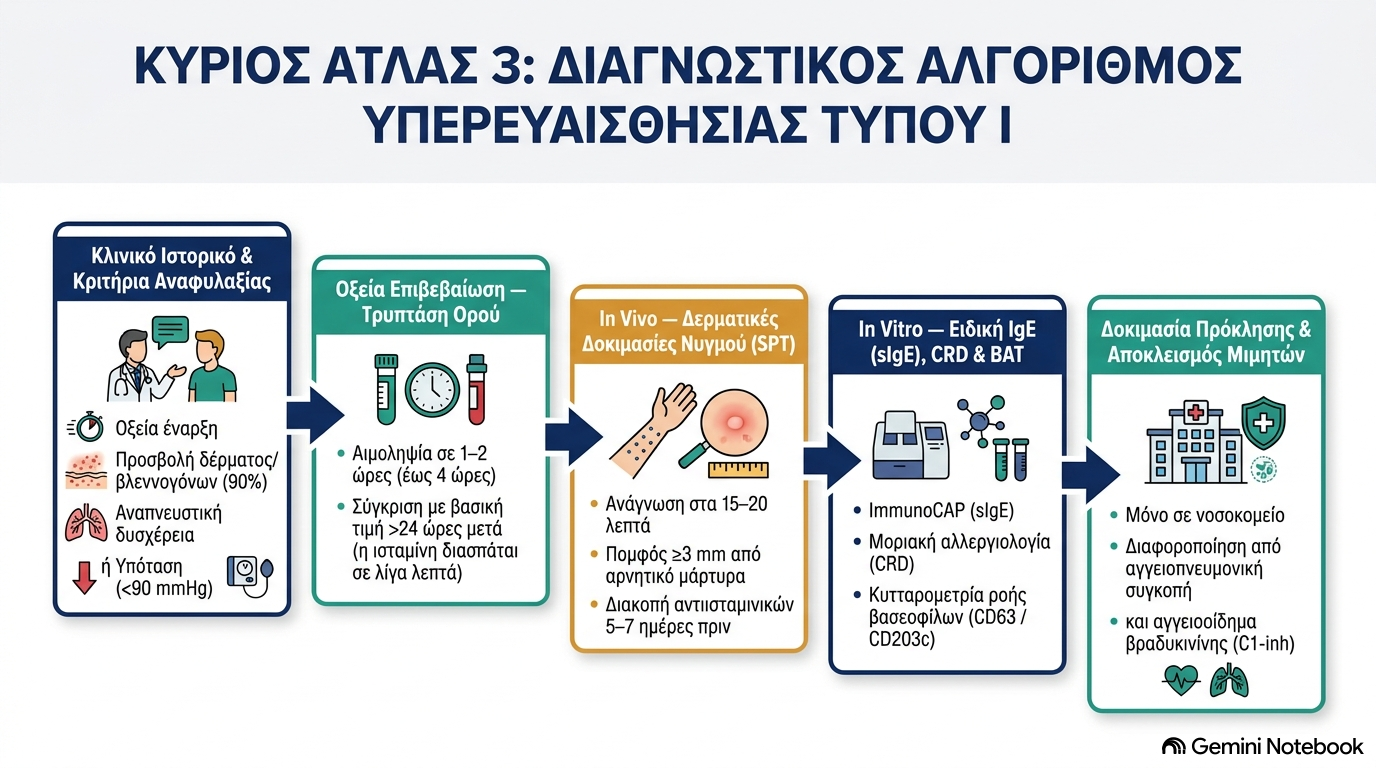 ΚΥΡΙΟΣ ΑΤΛΑΣ 3: ΔΙΑΓΝΩΣΤΙΚΟΣ ΑΛΓΟΡΙΘΜΟΣ
ΥΠΕΡΕΥΑΙΣΘΗΣΙΑΣ ΤΥΠΟΥ Ι
Κλινικό Ιστορικό &
Κριτήρια Αναφυλαξίας
Οξεία έναρξη
Προσβολή δέρματος/
βλεννογόνων (90%)
Αναπνευστική
δυσχέρεια
ή Υπόταση
(<90 mmHg)
Οξεία Επιβεβαίωση —
Τρυπτάση Ορού
• Αιμοληψία σε 1–2
ώρες (έως 4 ώρες)
• Σύγκριση με βασική
τιμή >24 ώρες μετά
(η ισταμίνη διασπάται
σε λίγα λεπτά)
In Vivo — Δερματικές
Δοκιμασίες Νυγμού (SPT)
• Ανάγνωση στα 15–20
λεπτά
• Πομφός ≥3 mm από
αρνητικό μάρτυρα
• Διακοπή αντιισταμινικών
5–7 ημέρες πριν
In Vitro — Ειδική IgE
(sIgE), CRD & BAT
• ImmunoCAP (sIgE)
• Μοριακή αλλεργιολογία
(CRD)
• Κυτταρομετρία ροής
βασεοφίλων (CD63 /
CD203c)
Δοκιμασία Πρόκλησης &
Αποκλεισμός Μιμητών
• Μόνο σε νοσοκομείο
• Διαφοροποίηση από
αγγειοπνευμονική
συγκοπή
• και αγγειοοίδημα
βραδυκινίνης (C1-inh)
Gemini Notebook